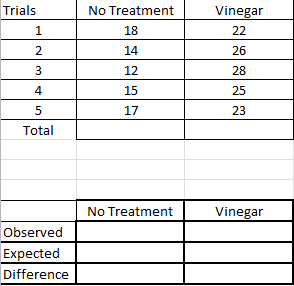 Trials No Treatment Vinegar
1 18 22
2 14 26
3 12 28
4 15 25
5 17 23
Total
No Treatment Vinegar
Observed
Expected
Difference